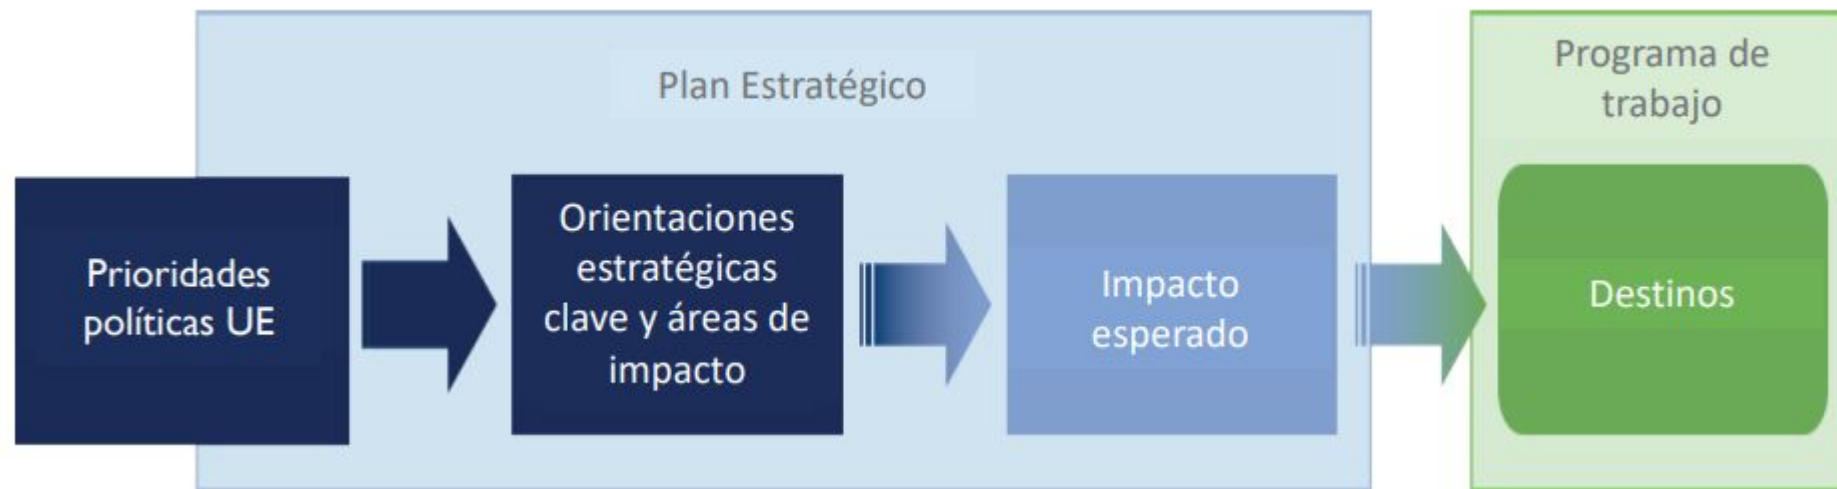 Plan Estratégico
Programa de
trabajo
Prioridades
políticas UE
Orientaciones
estratégicas
clave y áreas de
impacto
Impacto
esperado
Destinos